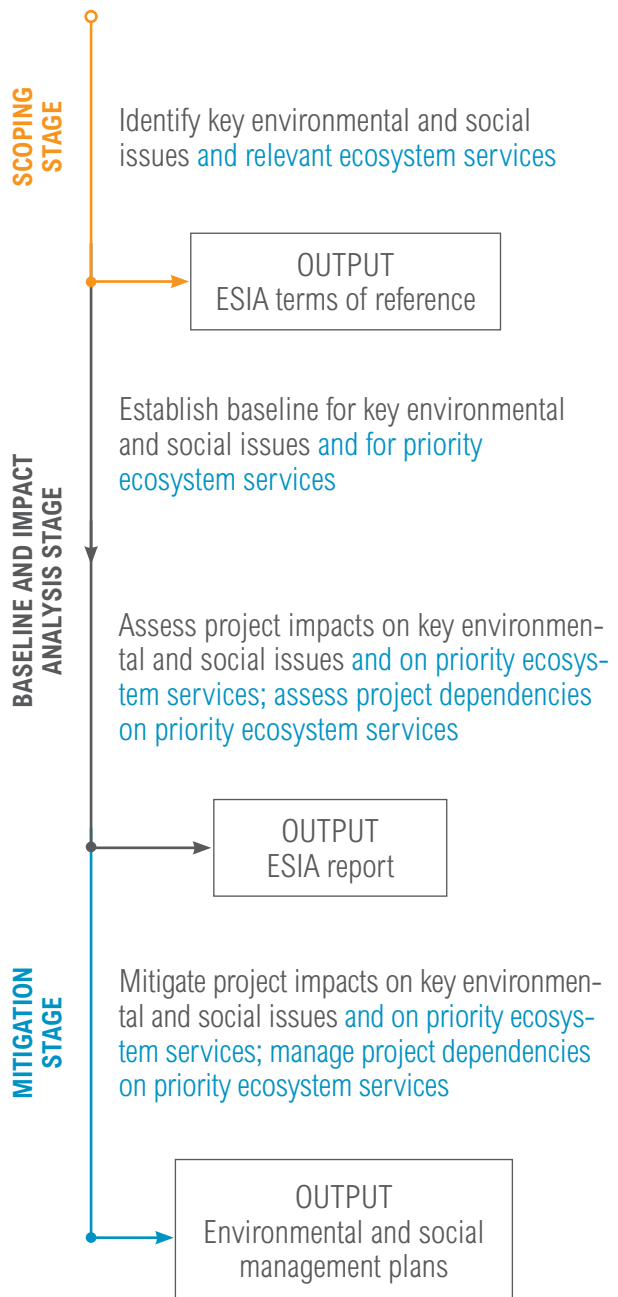 SCOPING
STAGE
Identify key environmental and social
issues and relevant ecosystem services
OUTPUT
ESIA terms of reference
BASELINE AND IMPACT
ANALYSIS STAGE
Establish baseline for key environmental
and social issues and for priority
ecosystem services
Assess project impacts on key environmen-
tal and social issues and on priority ecosys-
tem services; assess project dependencies
on priority ecosystem services
OUTPUT
ESIA report
MITIGATION
STAGE
Mitigate project impacts on key environmen-
tal and social issues and on priority ecosys-
tem services; manage project dependencies
on priority ecosystem services
OUTPUT
Environmental and social
management plans